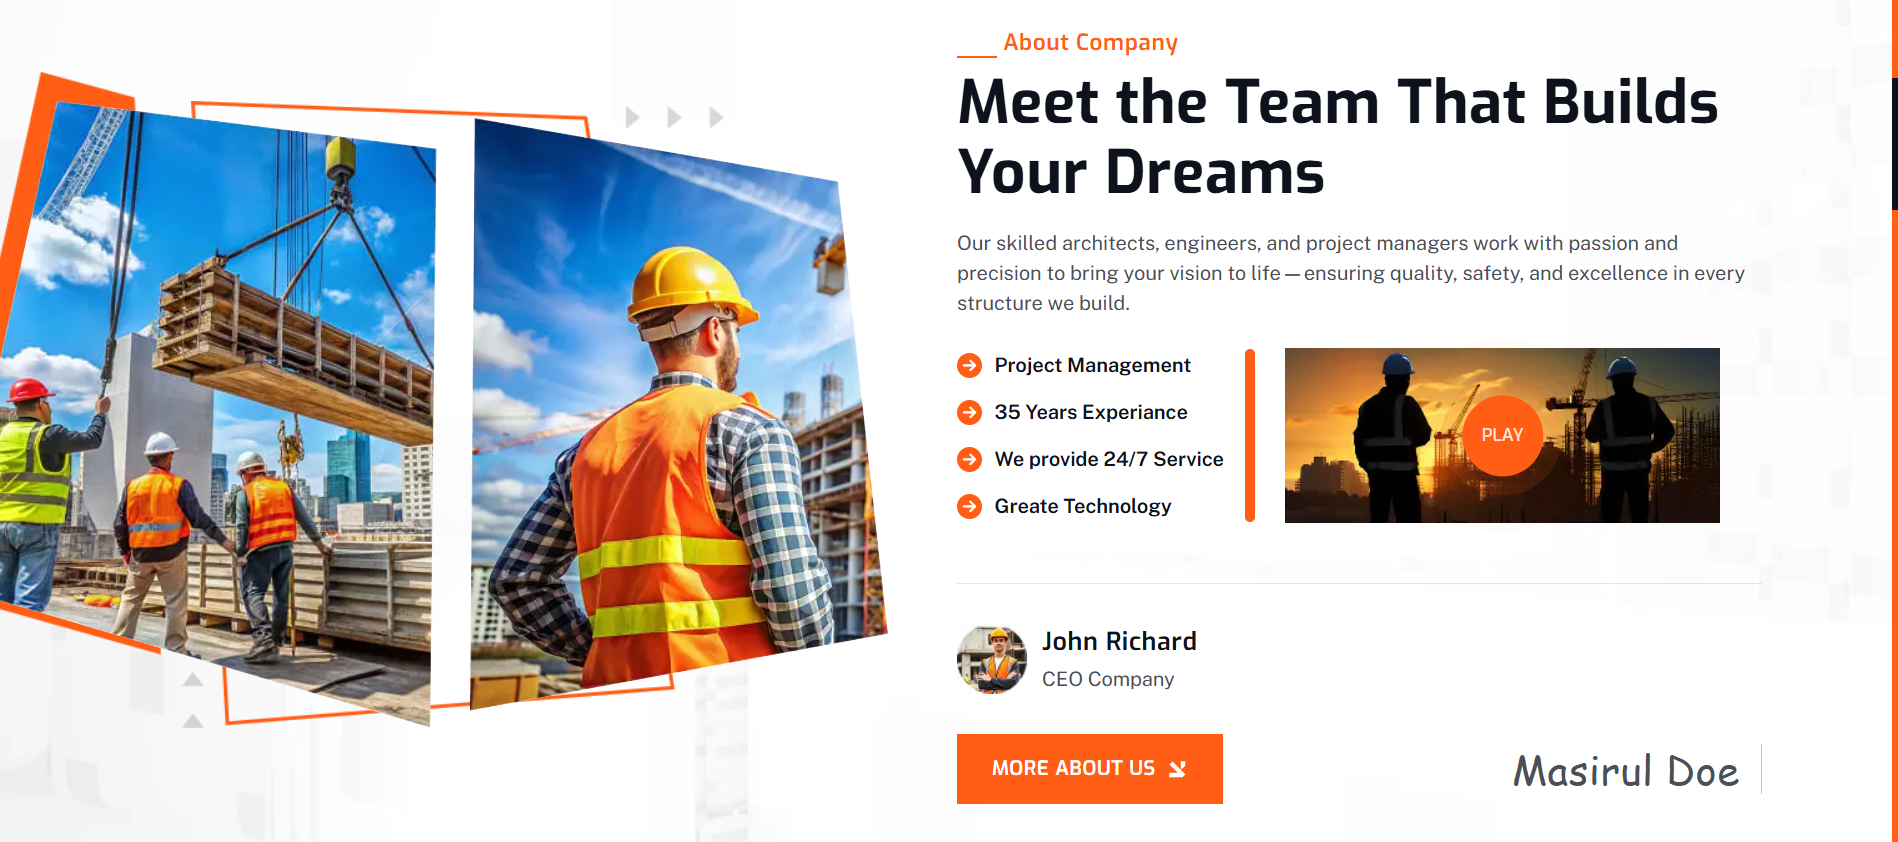 About Company
Meet the Team That Builds
Your Dreams
Our skilled architects, engineers, and project managers work with passion and
precision to bring your vision to life — ensuring quality, safety, and excellence in every
structure we build.
Project Management
35 Years Experiance
We provide 24/7 Service
Greate Technology
PLAY
John Richard
CEO Company
MORE ABOUT US
Masirul Doe